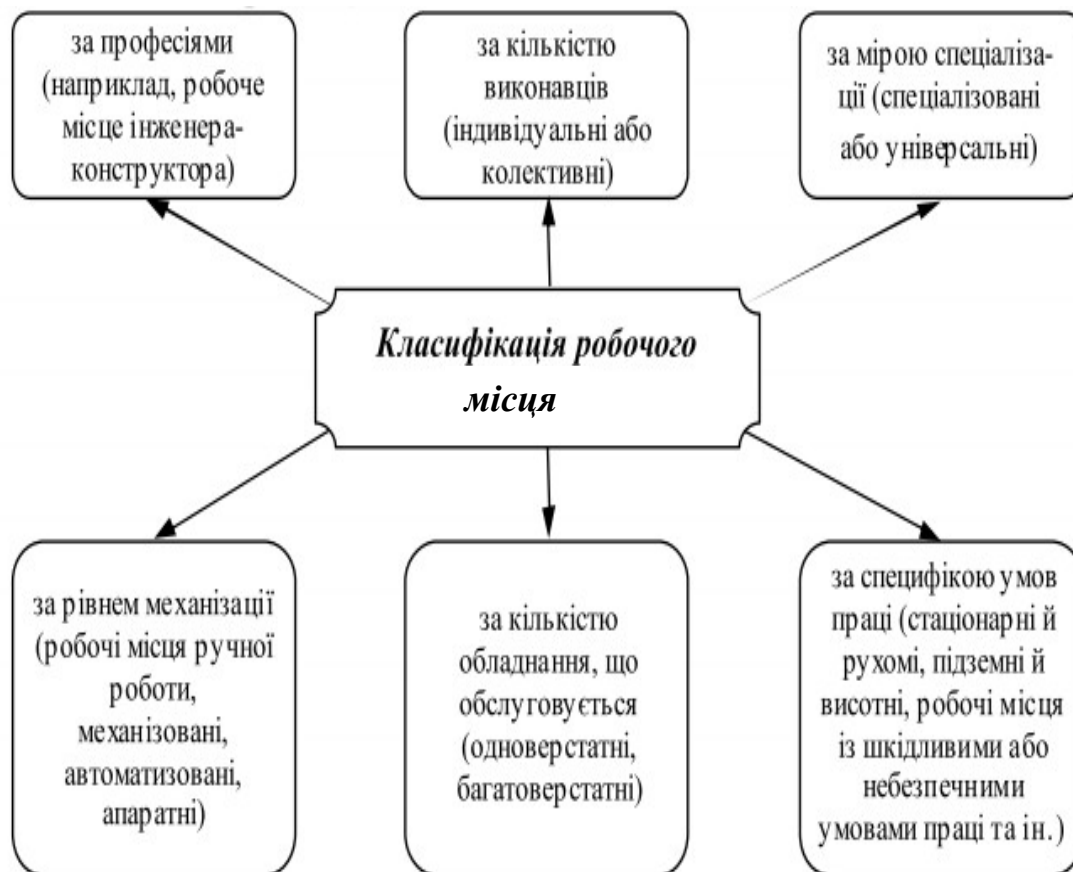 за професіями
(наприклад, робоче
місце інженера-
конструктора)
за кількістю
виконавців
(індивідуальні або
колективні)
за мірою спеціаліза-
ції (спеціалізовані
або універсальні)
Класифікація робочого
місця
за рівнем механізації
(робочі місця ручної
роботи,
механізовані,
автоматизовані,
апаратні)
за кількістю
обладнання, що
обслуговується
(одноверстатні,
багатоверстатні)
за специфікою умов
праці (стаціонарні й
рухомі, підземні й
висотні, робочі місця
із шкідливими або
небезпечними
умовами праці та ін.)